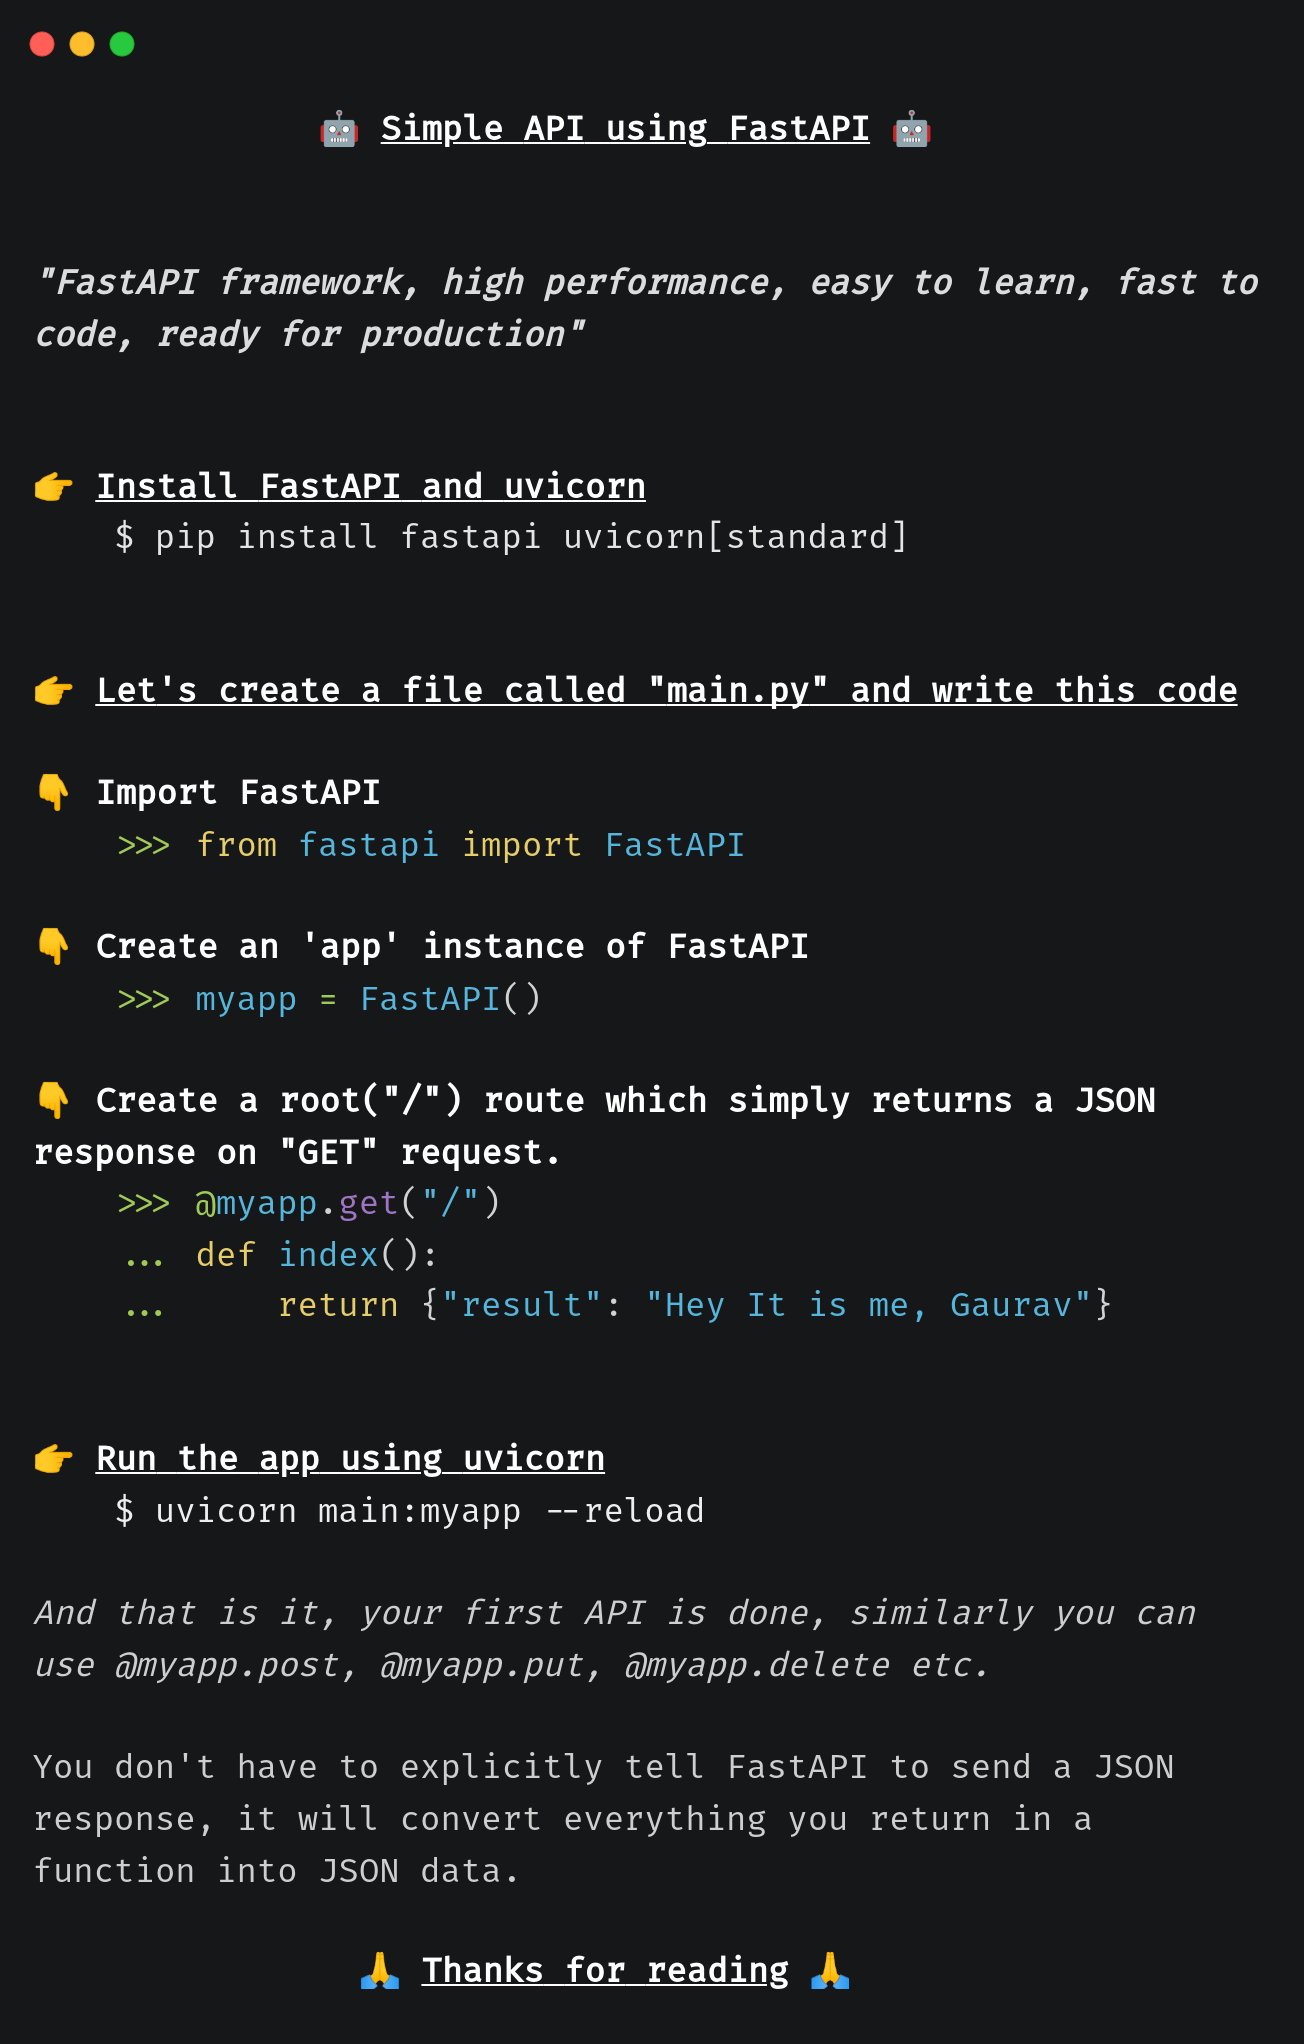 🤖 Simple API using FastAPI 🤖
"FastAPI framework, high performance, easy to learn, fast to
code, ready for production"
👉 Install FastAPI and uvicorn
$ pip install fastapi uvicorn[standard]
👉 Let's create a file called "main.py" and write this code
👇 Import FastAPI
>>> from fastapi import FastAPI
👇 Create an 'app' instance of FastAPI
>>> myapp = FastAPI()
👇 Create a root("/") route which simply returns a JSON
response on "GET" request.
>>> @myapp.get("/")
... def index():
...     return {"result": "Hey It is me, Gaurav"}
👉 Run the app using uvicorn
$ uvicorn main:myapp --reload
And that is it, your first API is done, similarly you can
use @myapp.post, @myapp.put, @myapp.delete etc.
You don't have to explicitly tell FastAPI to send a JSON
response, it will convert everything you return in a
function into JSON data.
🙏 Thanks for reading 🙏